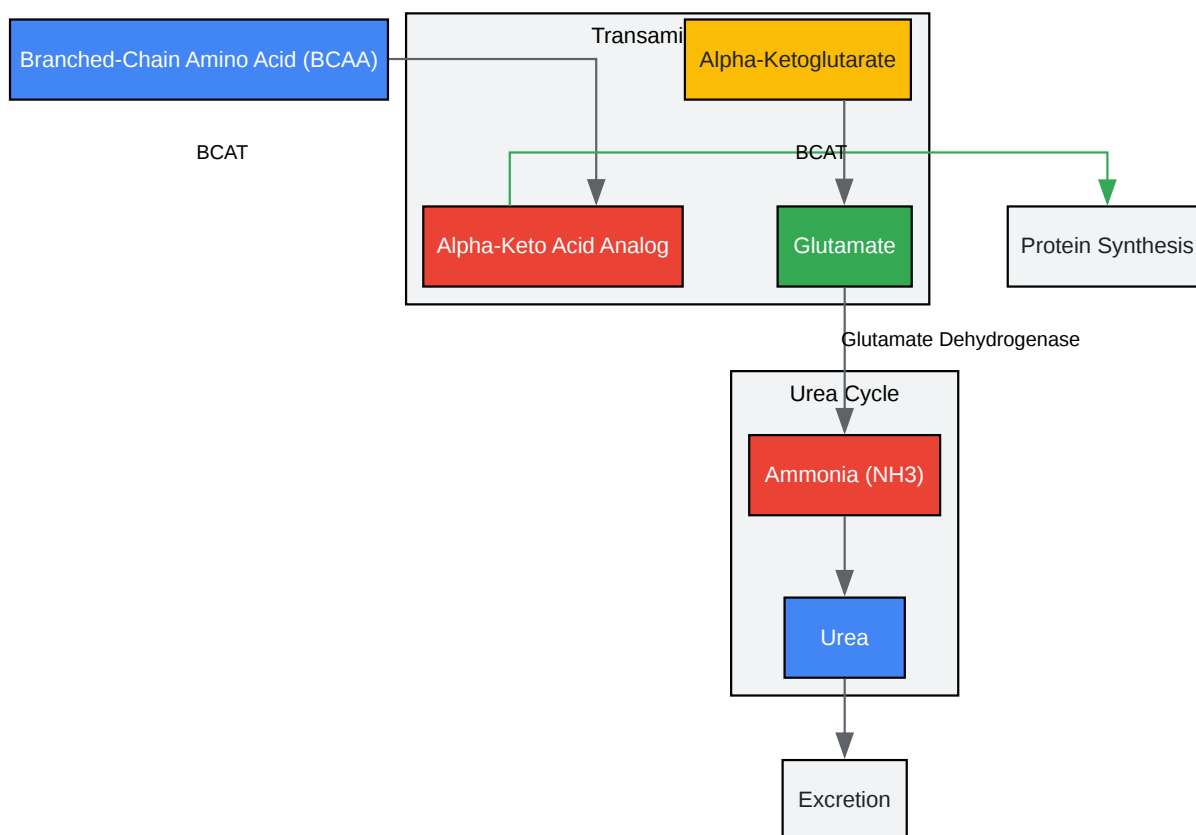 Transami
Branched-Chain Amino Acid (BCAA)
Alpha-Ketoglutarate
BCAT
BCAT
Alpha-Keto Acid Analog
Glutamate
Protein Synthesis
Glutamate Dehydrogenase
Urea Cycle
Ammonia (NH3)
Urea
Excretion